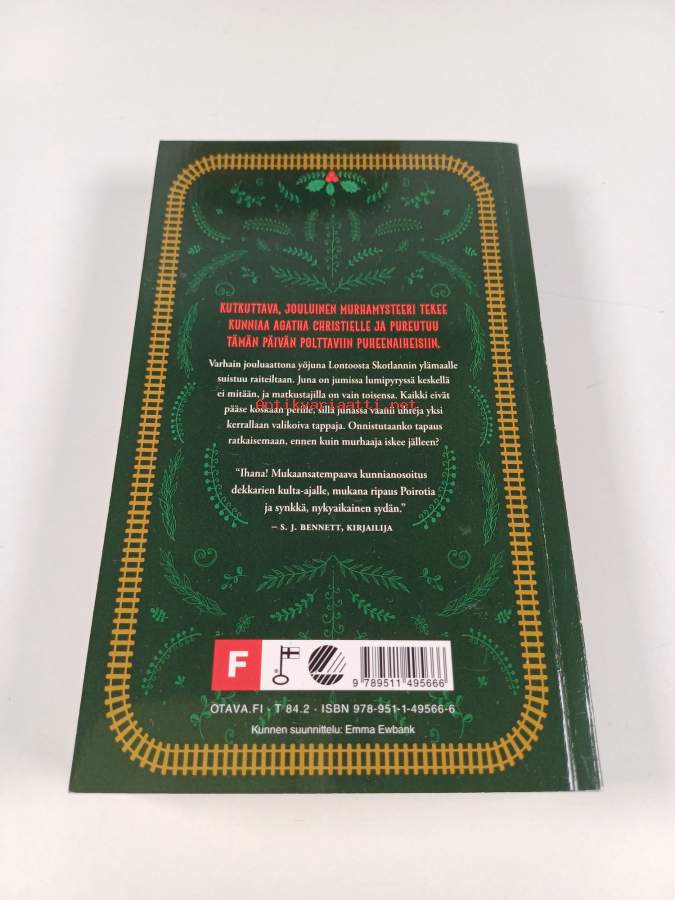 KUTKUTTAVA, JOULUINEN MURHAMYSTEERI TEKEE
KUNNIAA AGATHA CHRISTIELLE JA PUREUTUU
TÄMÄN PÄIVÄN POLTTAVIIN PUHEENAIHEISIIN.
Varhain jouluaattona yöjuna Lontoosta Skotlannin ylämaalle
suistuu raiteiltaan. Juna on jumissa lumipyryssä keskellä
ei mitään, ja matkustajilla on vain toisensa. Kaikki eivät
Antikvariaatti.net
pääse koskaan perille, sillä junassa vaanii uhreja yksi
kerrallaan valikoiva tappaja. Onnistutaanko tapaus
ratkaisemaan, ennen kuin murhaaja iskee jälleen?
"Ihana! Mukaansatempaava kunnianosoitus
dekkarien kulta-ajalle, mukana ripaus Poirotia
ja synkkä, nykyaikainen sydän."
– S. J. BENNETT, KIRJAILIJA
F
9 789511 495666
OTAVA.FI · T 84.2 · ISBN 978-951-1-49566-6
Kunnen suunnittelu: Emma Ewbank